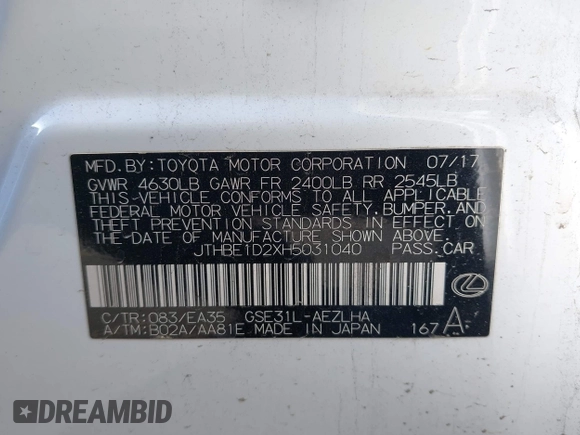 MFD.BY:TOYOTA MOTOR CORPORATION 07/17
GVWR 4630LB GAWR FR 2400LB RR 2545LB
THIS-VEHICLE CONFORMS TO ALL APPLICABLE
FEDERAL MOTOR VEHICLE SAFETY,BUMPER,AND
THEFT PREVENTION STANDARDS IN EFFECT ON
THE-DATE OF MANUFACTURE SHOWN ABOVE.
JTHBE1D2XH5031040 PASS.CAR
C/TR:083/EA35 GSE31L-AEZLHA
A/TM:B02A/AA81E MADE IN JAPAN 167 A
DREAMBID